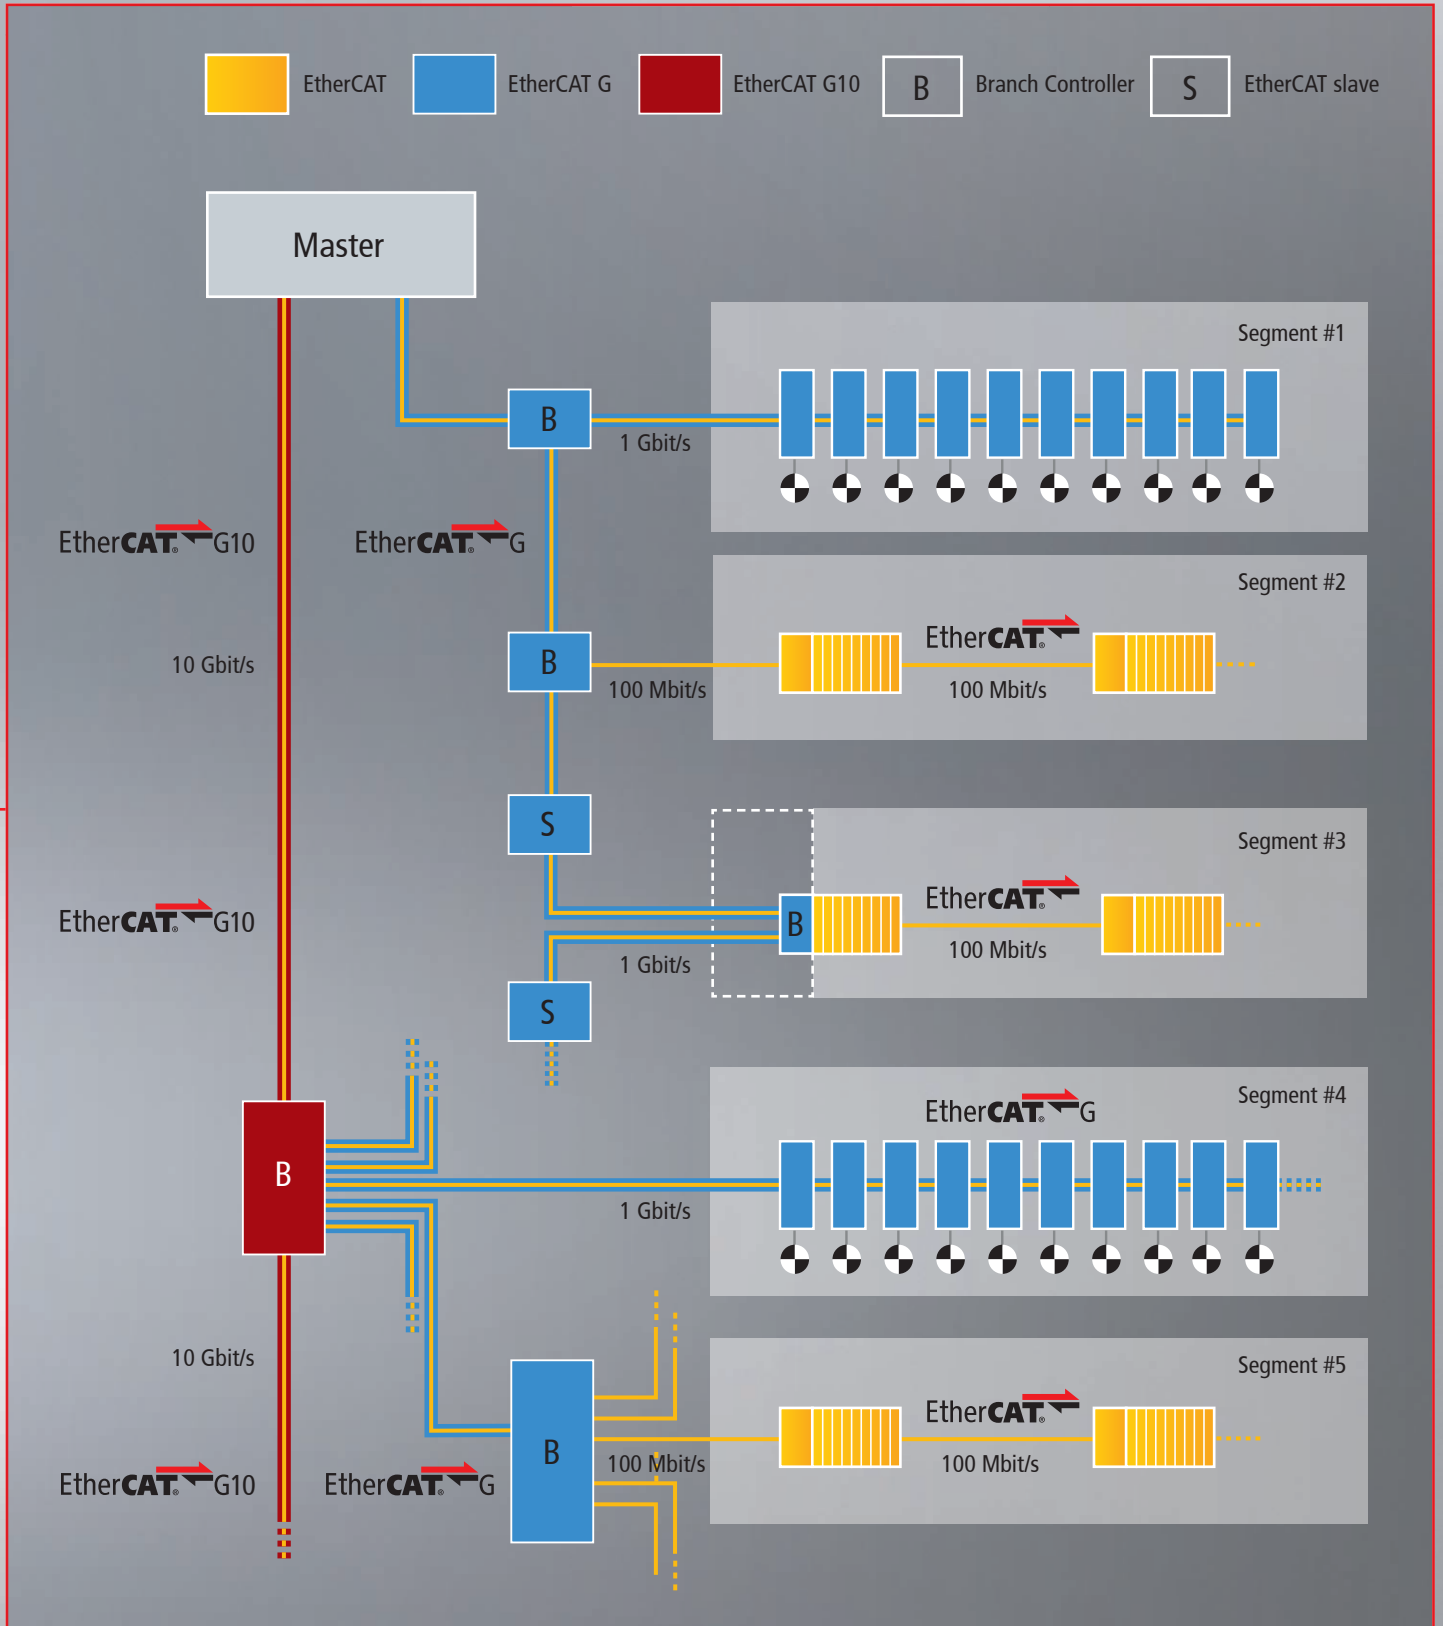 EtherCAT
EtherCAT G
EtherCAT G10
B
Branch Controller
S
EtherCAT slave
Master
Segment #1
B
1 Gbit/s
EtherCAT® G10
EtherCAT® G
Segment #2
EtherCAT®
B
10 Gbit/s
100 Mbit/s
100 Mbit/s
S
Segment #3
EtherCAT®
EtherCAT® G10
B
100 Mbit/s
1 Gbit/s
S
Segment #4
EtherCAT® G
B
1 Gbit/s
10 Gbit/s
Segment #5
EtherCAT®
B
100 Mbit/s
100 Mbit/s
EtherCAT® G10
EtherCAT® G